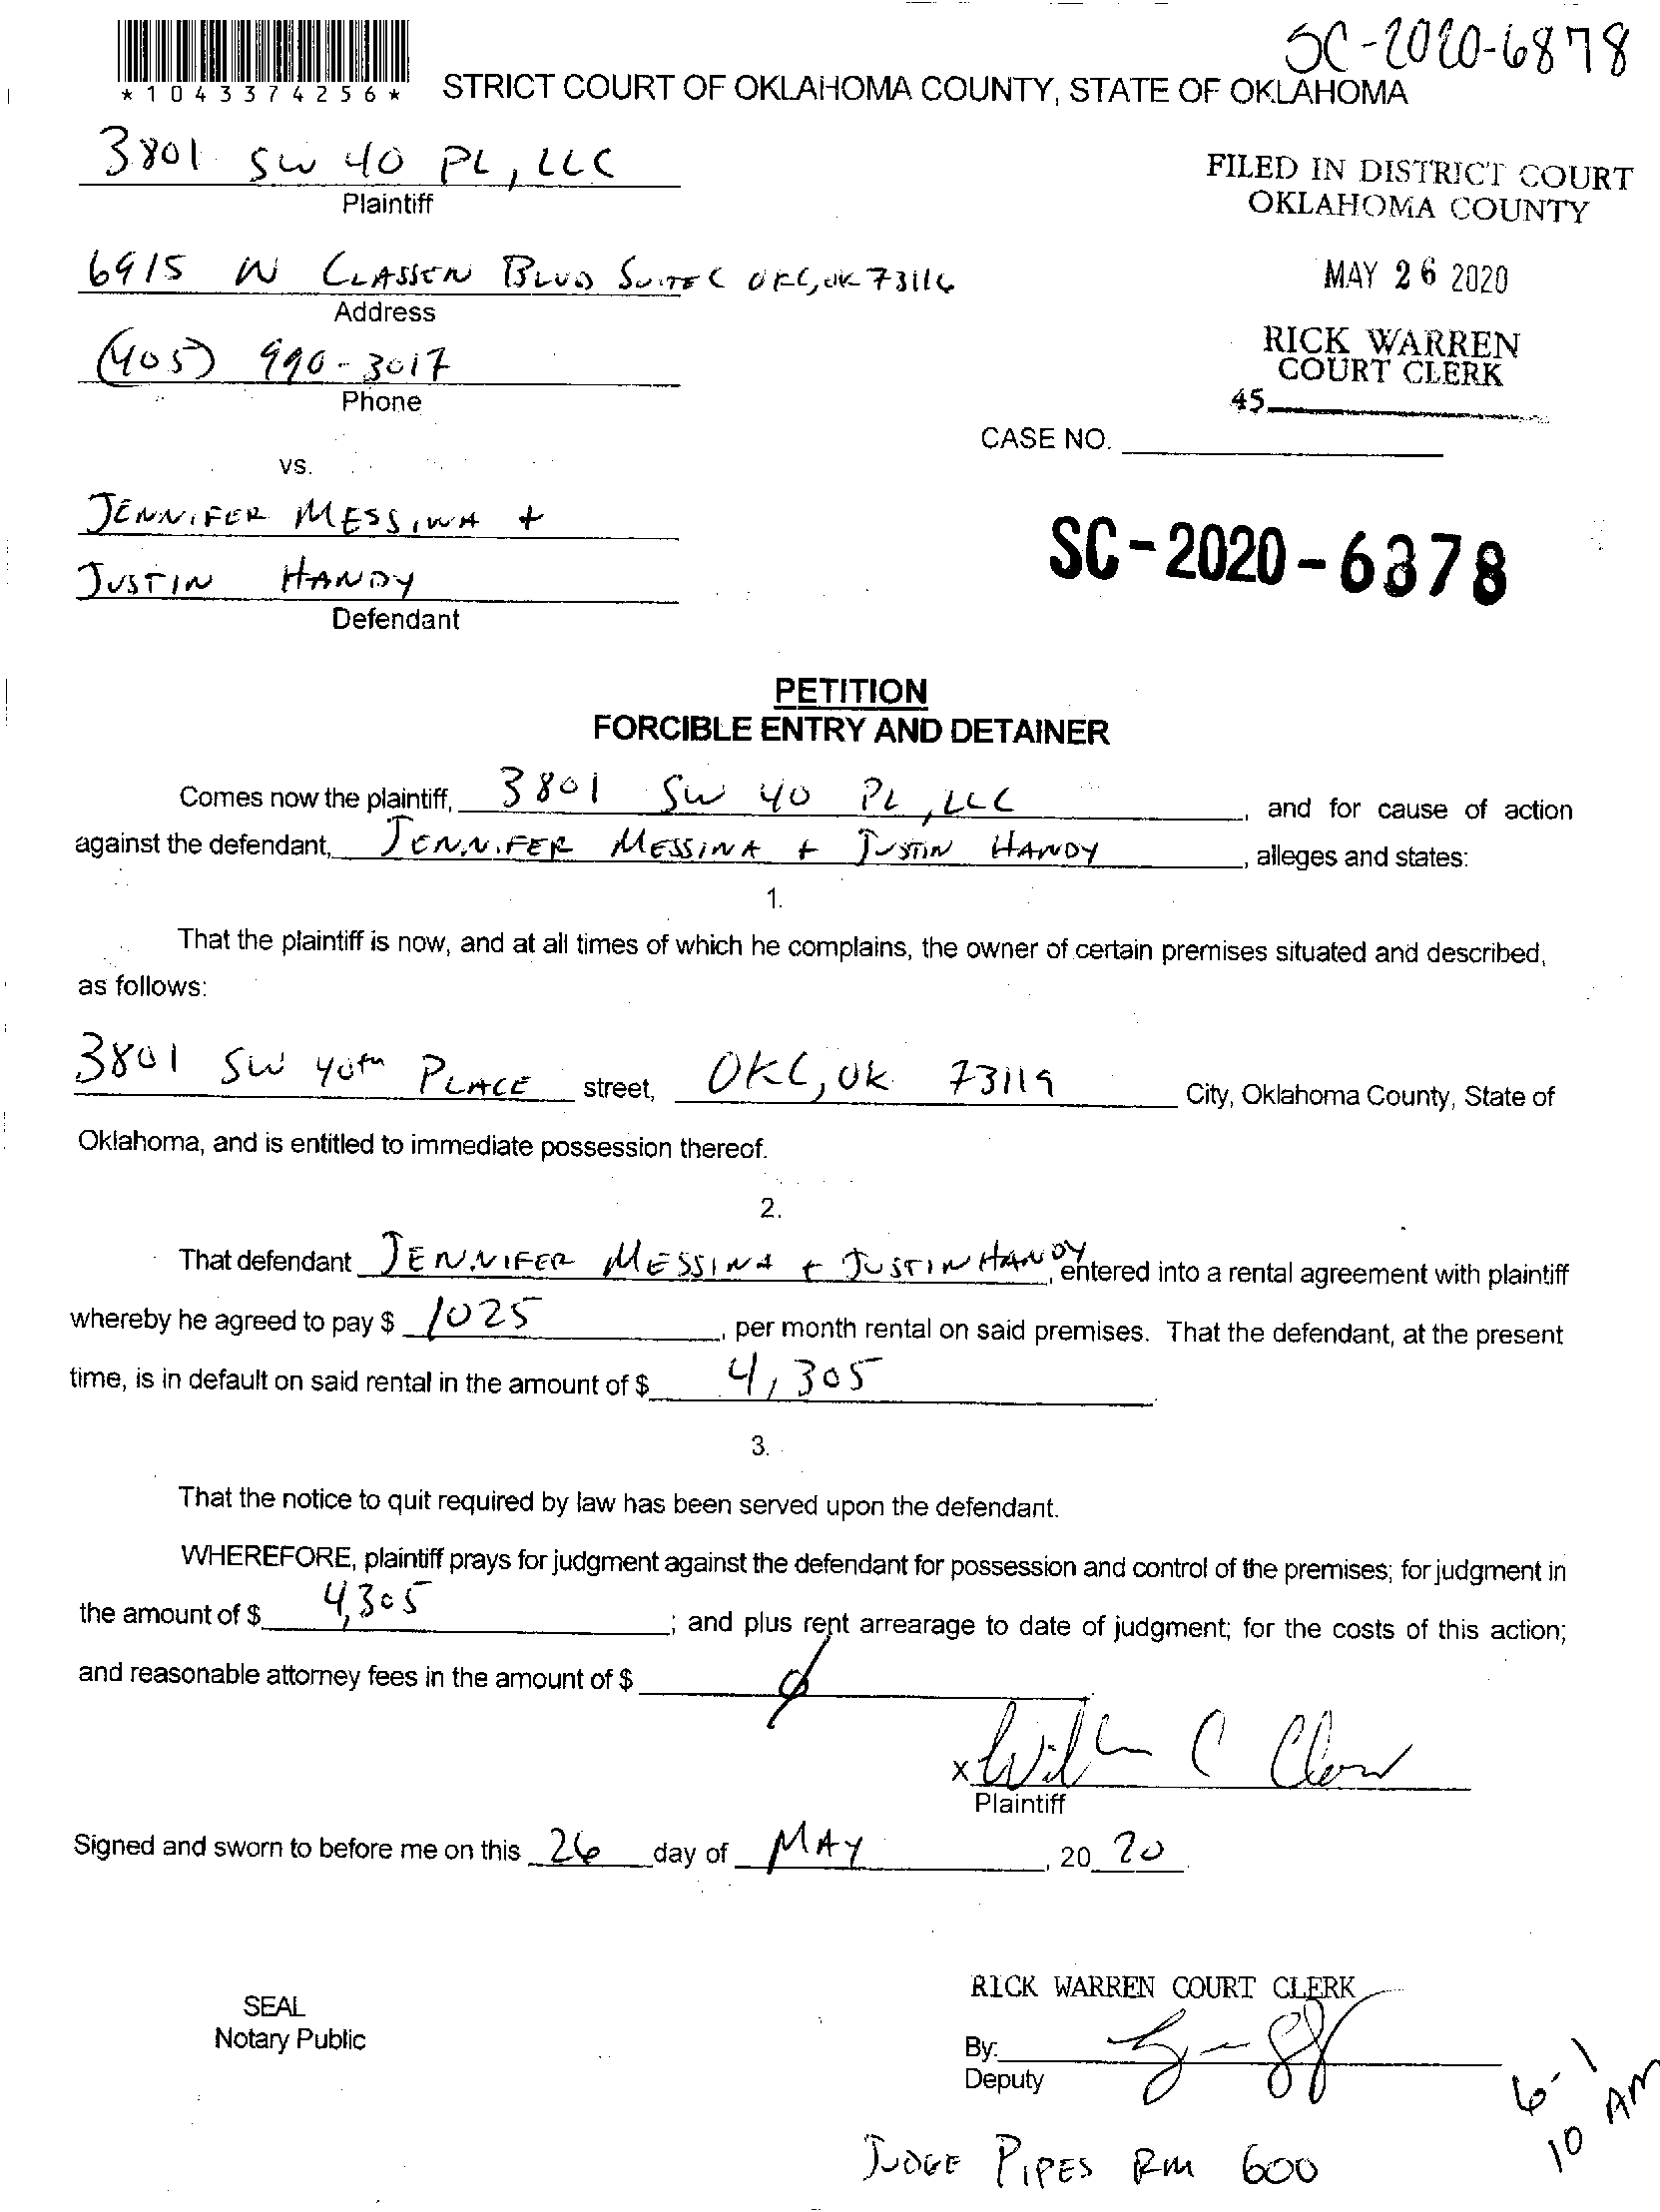 SC-2020-6878
*1043374256*
STRICT COURT OF OKLAHOMA COUNTY, STATE OF OKLAHOMA
3801 SW 40 PL, LLC
Plaintiff
FILED IN DISTRICT COURT
OKLAHOMA COUNTY
6915 N CLASSEN BLVD SUITE C OKC, OK 73116
Address
MAY 26 2020
(405) 990-3017
Phone
RICK WARREN
COURT CLERK
45
CASE NO.
vs.
JENNIFER MESSINA +
JUSTIN HANDY
Defendant
SC-2020-6878
PETITION
FORCIBLE ENTRY AND DETAINER
Comes now the plaintiff, 3801 SW 40 PL, LLC, and for cause of action
against the defendant, JENNIFER MESSINA + JUSTIN HANDY, alleges and states:
1.
That the plaintiff is now, and at all times of which he complains, the owner of certain premises situated and described,
as follows:
3801 SW 40th PLACE street, OKC, OK 73119 City, Oklahoma County, State of
Oklahoma, and is entitled to immediate possession thereof.
2.
That defendant JENNIFER MESSINA + JUSTIN HANDY, entered into a rental agreement with plaintiff
whereby he agreed to pay $ 1025, per month rental on said premises. That the defendant, at the present
time, is in default on said rental in the amount of $ 4,305.
3.
That the notice to quit required by law has been served upon the defendant.
WHEREFORE, plaintiff prays for judgment against the defendant for possession and control of the premises; for judgment in
the amount of $ 4,305; and plus rent arrearage to date of judgment; for the costs of this action;
and reasonable attorney fees in the amount of $ ∅
x
Plaintiff
Signed and sworn to before me on this 26 day of MAY, 20 20.
RICK WARREN COURT CLERK
SEAL
Notary Public
By:
Deputy
6-1
10 AM
JUDGE PIPES RM 600